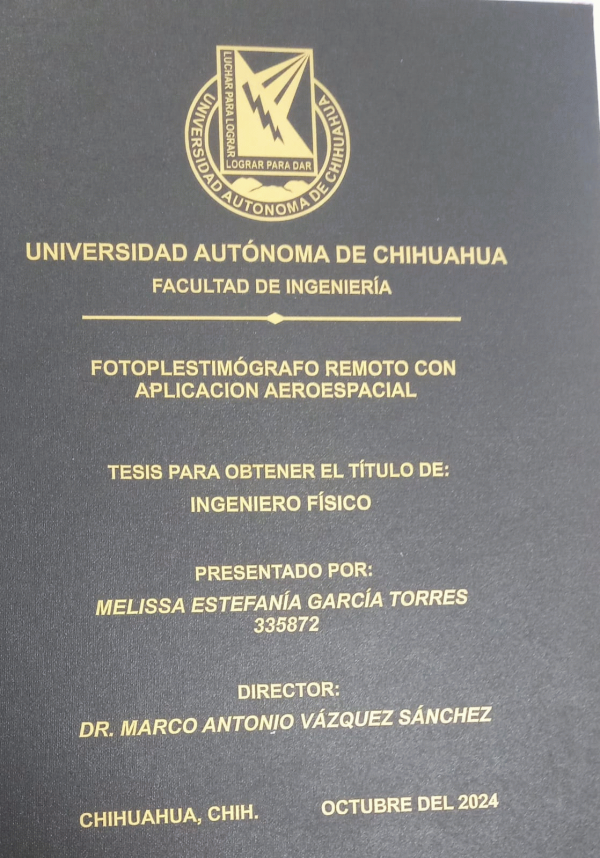 LUCHAR PARA LOGRAR
LOGRAR PARA DAR
UNIVERSIDAD AUTONOMA DE CHIHUAHUA
UNIVERSIDAD AUTÓNOMA DE CHIHUAHUA
FACULTAD DE INGENIERÍA
FOTOPLESTIMÓGRAFO REMOTO CON
APLICACION AEROESPACIAL
TESIS PARA OBTENER EL TÍTULO DE:
INGENIERO FÍSICO
PRESENTADO POR:
MELISSA ESTEFANÍA GARCÍA TORRES
335872
DIRECTOR:
DR. MARCO ANTONIO VÁZQUEZ SÁNCHEZ
CHIHUAHUA, CHIH. OCTUBRE DEL 2024